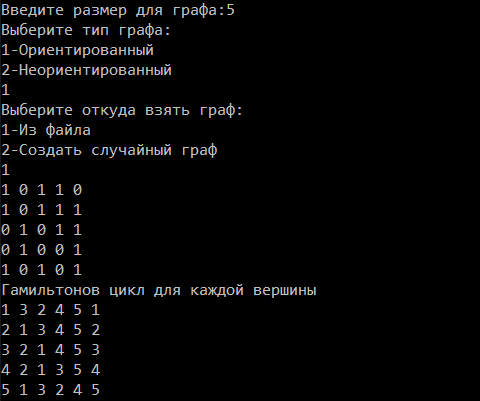 Введите размер для графа:5
Выберите тип графа:
1-Ориентированный
2-Неориентированный
1
Выберите откуда взять граф:
1-Из файла
2-Создать случайный граф
1
1 0 1 1 0
1 0 1 1 1
0 1 0 1 1
0 1 0 0 1
1 0 1 0 1
Гамильтонов цикл для каждой вершины
1 3 2 4 5 1
2 1 3 4 5 2
3 2 1 4 5 3
4 2 1 3 5 4
5 1 3 2 4 5